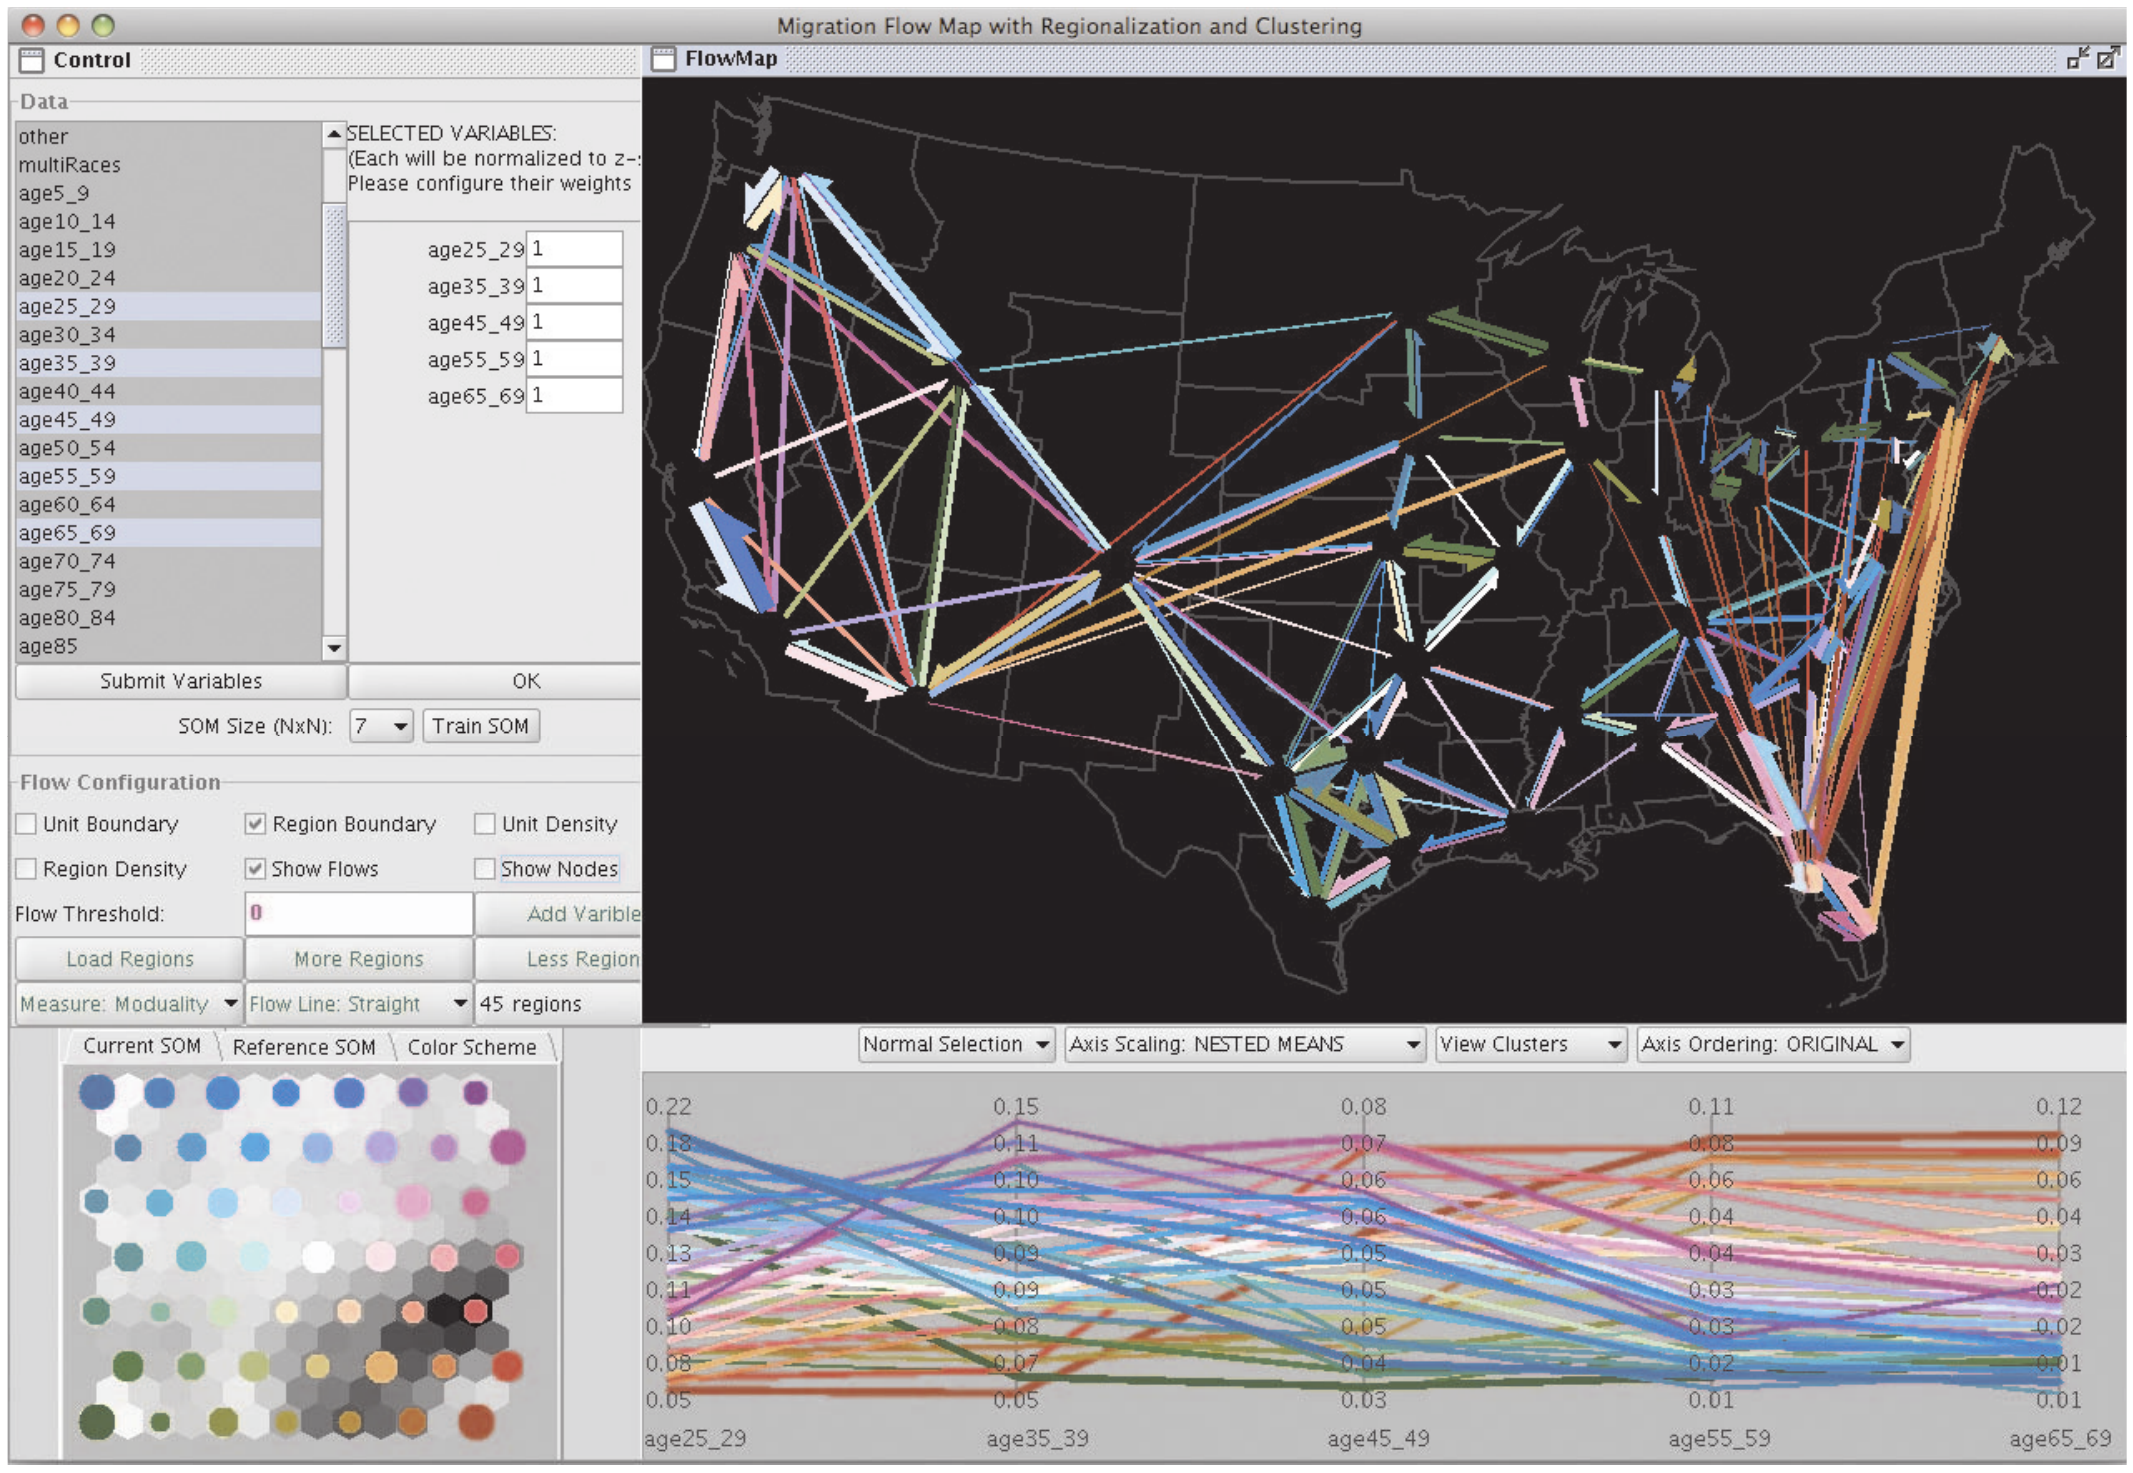 Migration Flow Map with Regionalization and Clustering
Control
FlowMap
Data
other
multiRaces
age5_9
age10_14
age15_19
age20_24
age25_29
age30_34
age35_39
age40_44
age45_49
age50_54
age55_59
age60_64
age65_69
age70_74
age75_79
age80_84
age85
SELECTED VARIABLES:
(Each will be normalized to z-
Please configure their weights
age25_29 1
age35_39 1
age45_49 1
age55_59 1
age65_69 1
Submit Variables OK
SOM Size (NxN): 7 Train SOM
Flow Configuration
Unit Boundary Region Boundary Unit Density
Region Density Show Flows Show Nodes
Flow Threshold: 0 Add Varible
Load Regions More Regions Less Region
Measure: Moduality Flow Line: Straight 45 regions
Current SOM Reference SOM Color Scheme
Normal Selection Axis Scaling: NESTED MEANS View Clusters Axis Ordering: ORIGINAL
0.22 0.15 0.08 0.11 0.12
0.18 0.11 0.07 0.08 0.09
0.15 0.10 0.06 0.06 0.06
0.14 0.10 0.06 0.04 0.04
0.13 0.09 0.05 0.04 0.03
0.11 0.09 0.05 0.03 0.02
0.10 0.08 0.05 0.03 0.02
0.08 0.07 0.04 0.02 0.01
0.05 0.05 0.03 0.01 0.01
age25_29 age35_39 age45_49 age55_59 age65_69